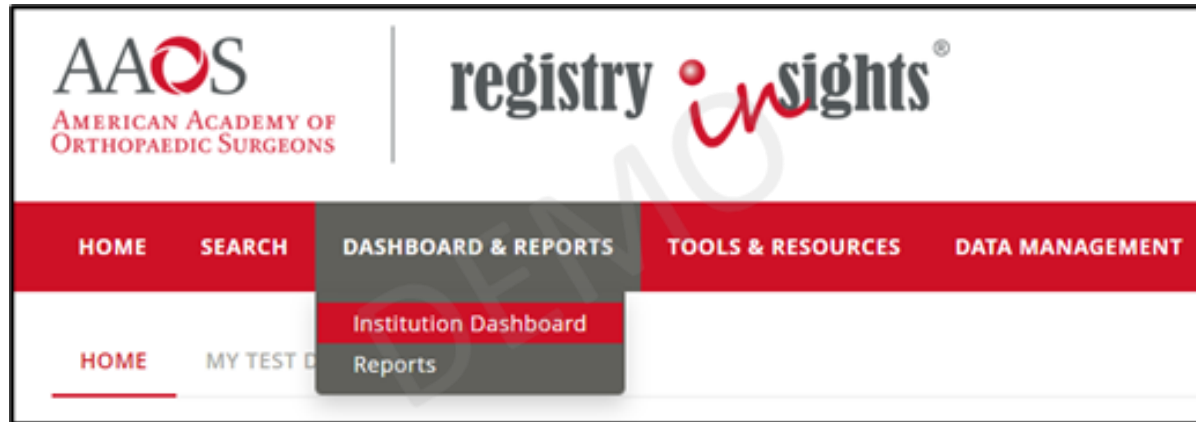 AAOS
AMERICAN ACADEMY OF
ORTHOPAEDIC SURGEONS
registry insights®
HOME SEARCH DASHBOARD & REPORTS TOOLS & RESOURCES DATA MANAGEMENT
Institution Dashboard
Reports
HOME MY TEST D
DEMO